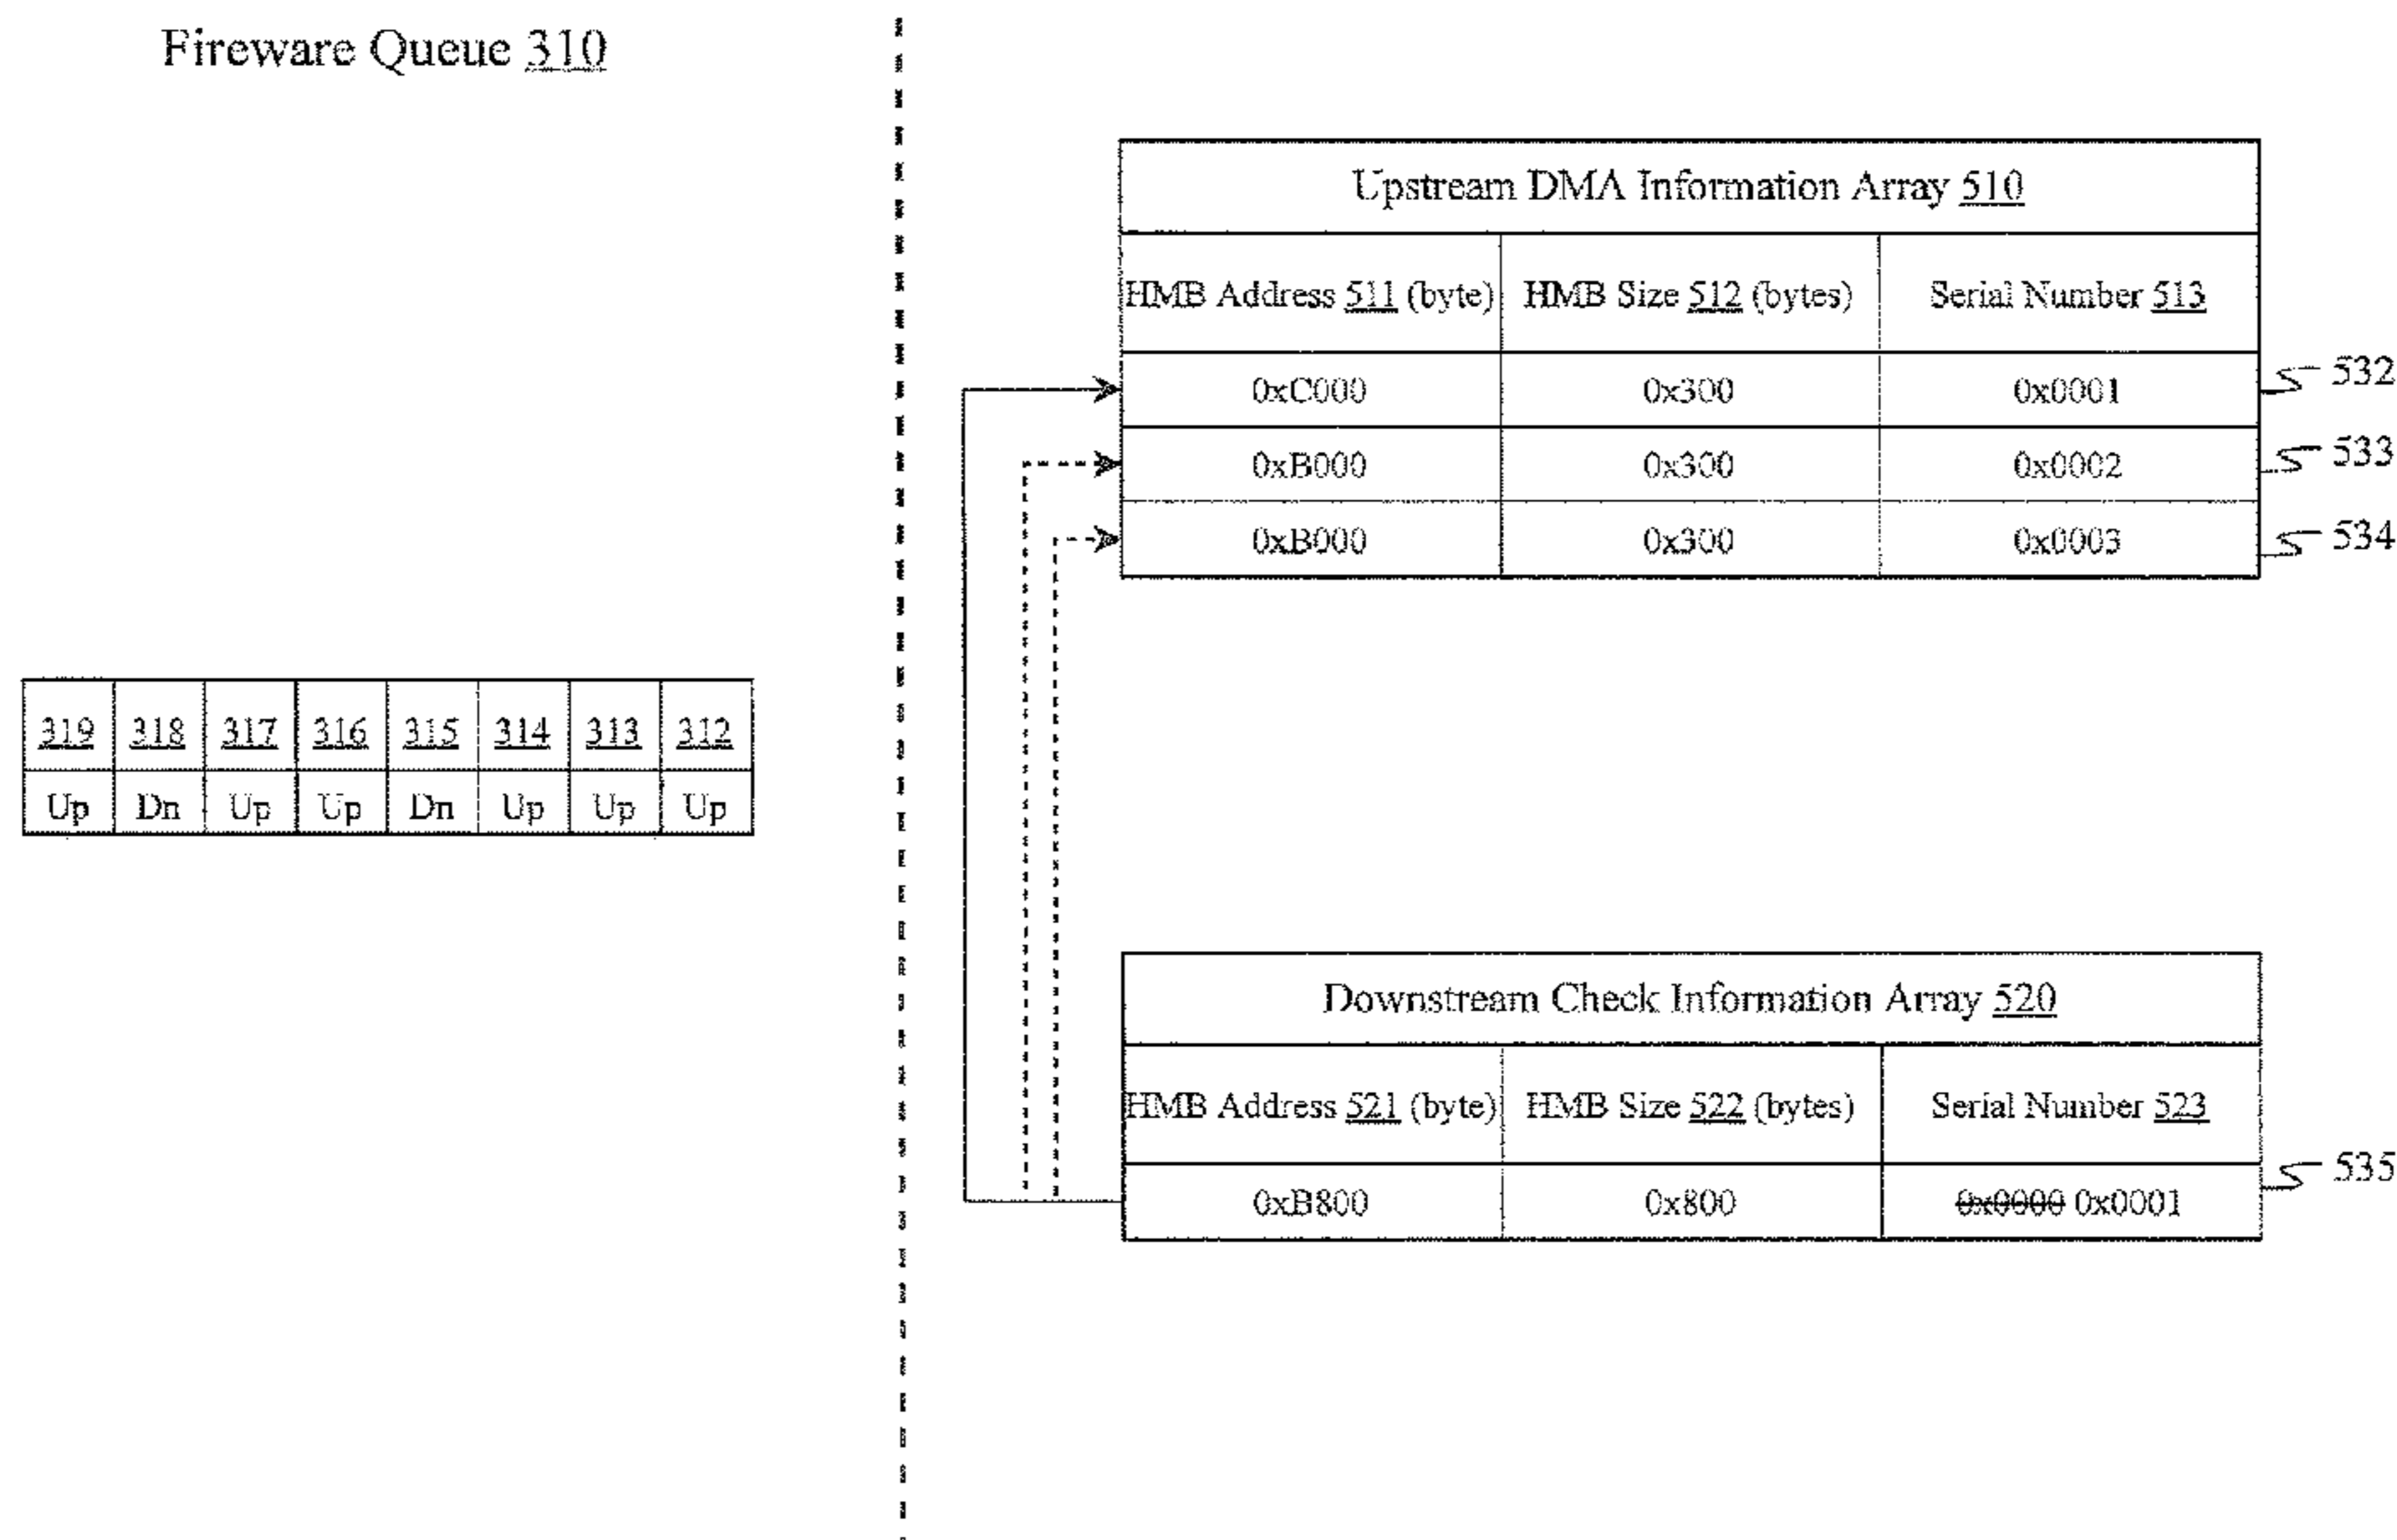 Fireware Queue 310
319 318 317 316 315 314 313 312
Up Dn Up Up Dn Up Up Up
Upstream DMA Information Array 510
HMB Address 511 (byte) HMB Size 512 (bytes) Serial Number 513
0xC000 0x300 0x0001 532
0xB000 0x300 0x0002 533
0xB000 0x300 0x0003 534
Downstream Check Information Array 520
HMB Address 521 (byte) HMB Size 522 (bytes) Serial Number 523
0xB800 0x800 0x0000 0x0001 535